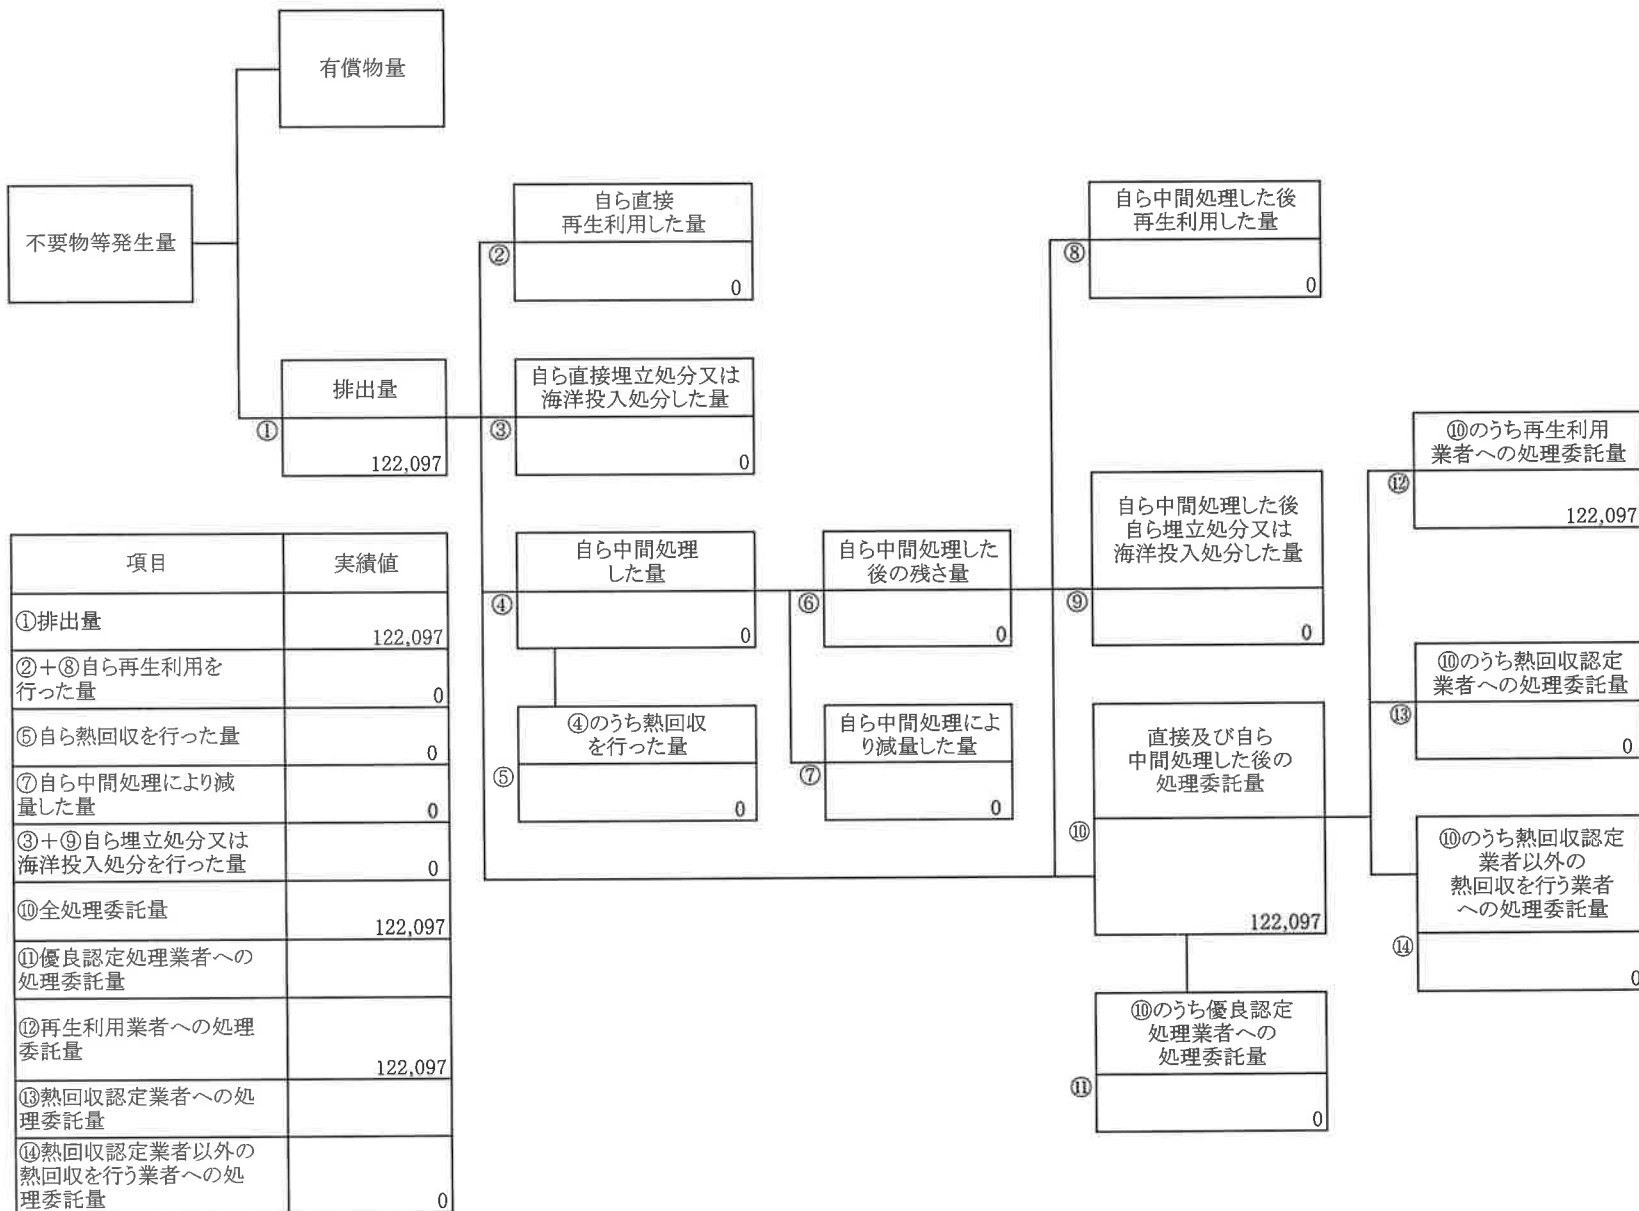 有償物量
不要物等発生量
排出量
①
122,097
自ら直接
再生利用した量
②
0
自ら直接埋立処分又は
海洋投入処分した量
③
0
自ら中間処理
した量
④
0
④のうち熱回収
を行った量
⑤
0
自ら中間処理した
後の残さ量
⑥
0
自ら中間処理によ
り減量した量
⑦
0
自ら中間処理した後
再生利用した量
⑧
0
自ら中間処理した後
自ら埋立処分又は
海洋投入処分した量
⑨
0
直接及び自ら
中間処理した後の
処理委託量
⑩
122,097
⑩のうち優良認定
処理業者への
処理委託量
⑪
0
⑩のうち再生利用
業者への処理委託量
⑫
122,097
⑩のうち熱回収認定
業者への処理委託量
⑬
0
⑩のうち熱回収認定
業者以外の
熱回収を行う業者
への処理委託量
⑭
0
項目 実績値
①排出量
122,097
②+⑧自ら再生利用を
行った量 0
⑤自ら熱回収を行った量
0
⑦自ら中間処理により減
量した量 0
③+⑨自ら埋立処分又は
海洋投入処分を行った量 0
⑩全処理委託量
122,097
⑪優良認定処理業者への
処理委託量
⑫再生利用業者への処理
委託量
122,097
⑬熱回収認定業者への処
理委託量
⑭熱回収認定業者以外の
熱回収を行う業者への処
理委託量 0